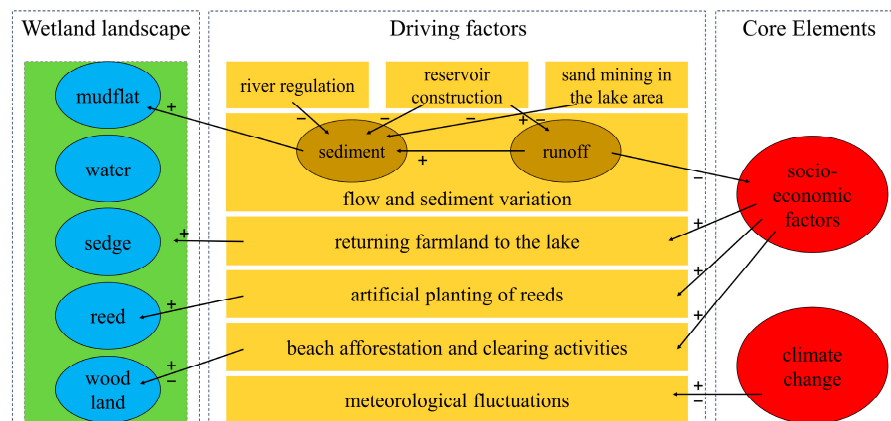 Wetland landscape
Driving factors
Core Elements
mudflat
water
sedge
reed
wood
land
river regulation
reservoir
construction
sand mining in
the lake area
+
−
−
−
+−
sediment
+
runoff
−
flow and sediment variation
+
+
returning farmland to the lake
+
+
artificial planting of reeds
+
+
−
beach afforestation and clearing activities
+
−
meteorological fluctuations
socio-
economic
factors
climate
change